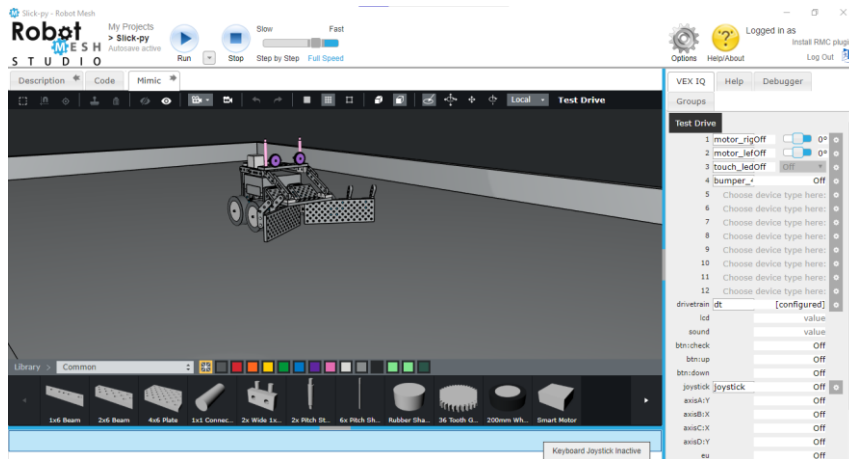 Slick-py - Robot Mesh
Robot MESH STUDIO
My Projects
> Slick-py
Autosave active
Run
Stop
Slow Fast
Step by Step Full Speed
Options
Help/About
Logged in as
Install RMC plugi
Log Out
Description * Code Mimic *
Local Test Drive
Library > Common
1x6 Beam
2x6 Beam
4x6 Plate
1x1 Connec...
2x Wide 1x...
2x Pitch St...
6x Pitch Sh...
Rubber Sha...
36 Tooth G...
200mm Wh...
Smart Motor
Keyboard Joystick Inactive
VEX IQ Help Debugger
Groups
Test Drive
1 motor_rig Off 0°
2 motor_lef Off 0°
3 touch_led Off Off
4 bumper_4 Off
5 Choose device type here:
6 Choose device type here:
7 Choose device type here:
8 Choose device type here:
9 Choose device type here:
10 Choose device type here:
11 Choose device type here:
12 Choose device type here:
drivetrain dt [configured]
lcd value
sound value
btn:check Off
btn:up Off
btn:down Off
joystick joystick Off
axisA:Y Off
axisB:X Off
axisC:X Off
axisD:Y Off
eu Off